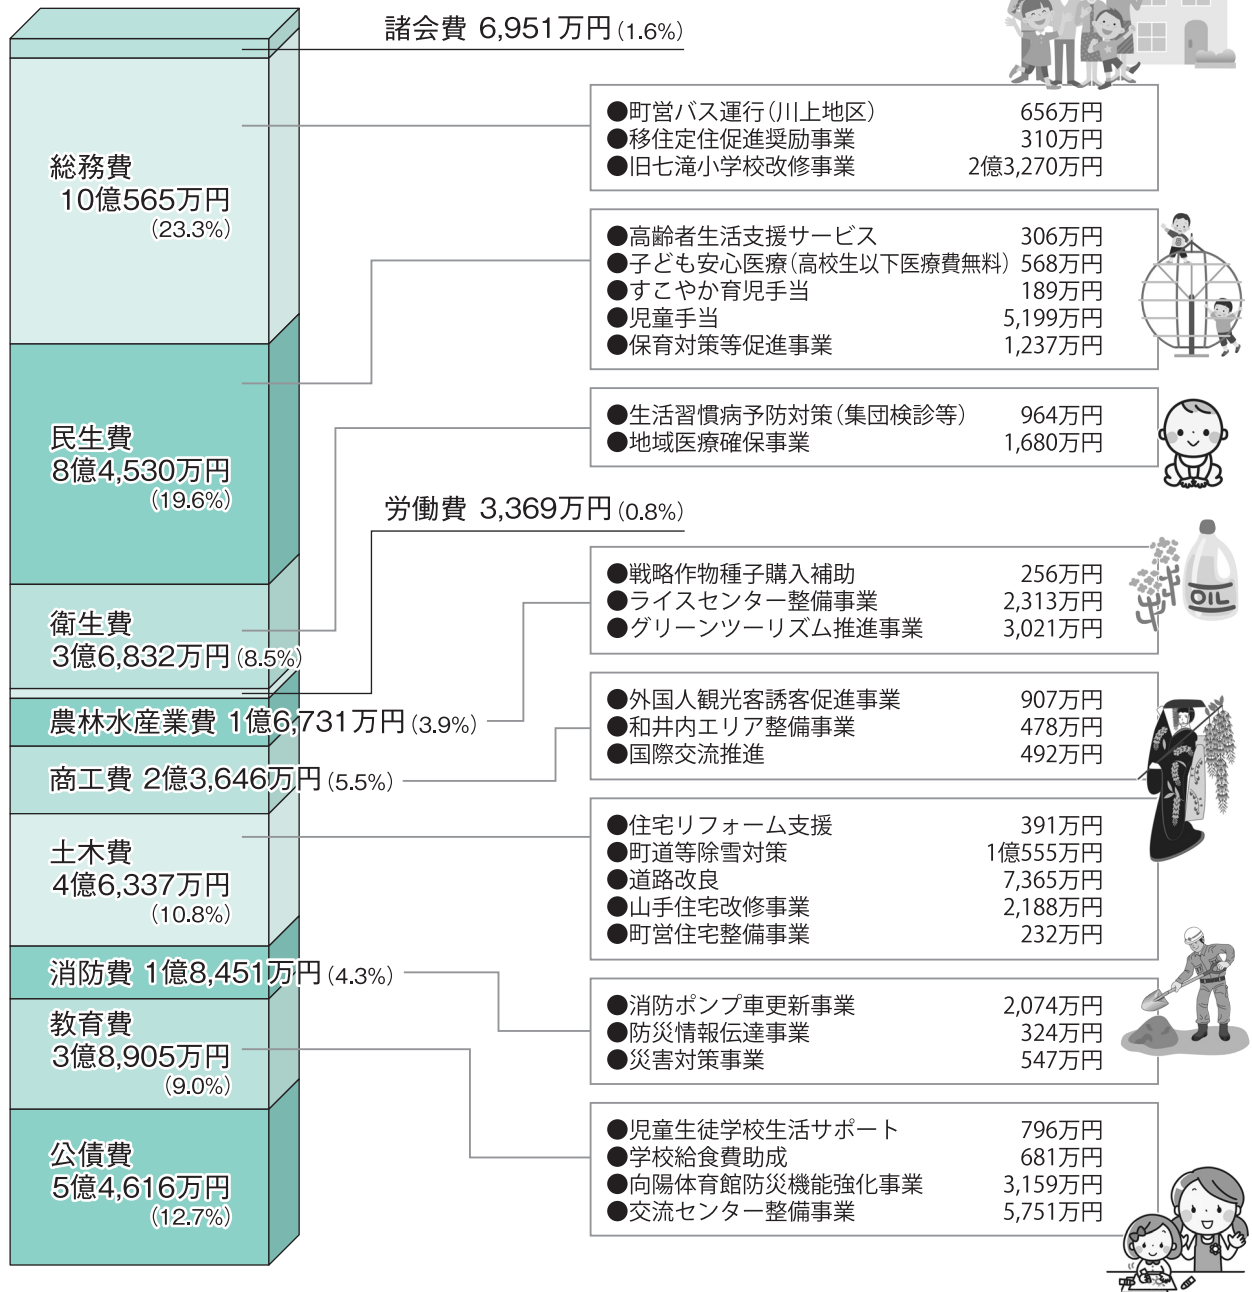 諸会費 6,951万円(1.6%)
総務費
10億565万円
(23.3%)
●町営バス運行(川上地区) 656万円
●移住定住促進奨励事業 310万円
●旧七滝小学校改修事業 2億3,270万円
民生費
8億4,530万円
(19.6%)
●高齢者生活支援サービス 306万円
●子ども安心医療(高校生以下医療費無料) 568万円
●すこやか育児手当 189万円
●児童手当 5,199万円
●保育対策等促進事業 1,237万円
衛生費
3億6,832万円(8.5%)
●生活習慣病予防対策(集団検診等) 964万円
●地域医療確保事業 1,680万円
労働費 3,369万円(0.8%)
農林水産業費 1億6,731万円(3.9%)
●戦略作物種子購入補助 256万円
●ライスセンター整備事業 2,313万円
●グリーンツーリズム推進事業 3,021万円
OIL
商工費 2億3,646万円(5.5%)
●外国人観光客誘客促進事業 907万円
●和井内エリア整備事業 478万円
●国際交流推進 492万円
土木費
4億6,337万円
(10.8%)
●住宅リフォーム支援 391万円
●町道等除雪対策 1億555万円
●道路改良 7,365万円
●山手住宅改修事業 2,188万円
●町営住宅整備事業 232万円
消防費 1億8,451万円(4.3%)
●消防ポンプ車更新事業 2,074万円
●防災情報伝達事業 324万円
●災害対策事業 547万円
教育費
3億8,905万円
(9.0%)
●児童生徒学校生活サポート 796万円
●学校給食費助成 681万円
●向陽体育館防災機能強化事業 3,159万円
●交流センター整備事業 5,751万円
公債費
5億4,616万円
(12.7%)